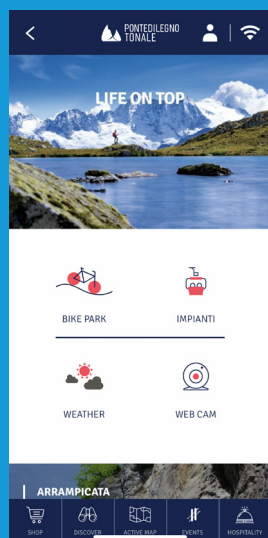 PONTEDILEGNO
TONALE
LIFE ON TOP
BIKE PARK
IMPIANTI
WEATHER
WEB CAM
ARRAMPICATA
SHOP
DISCOVER
ACTIVE MAP
EVENTS
HOSPITALITY